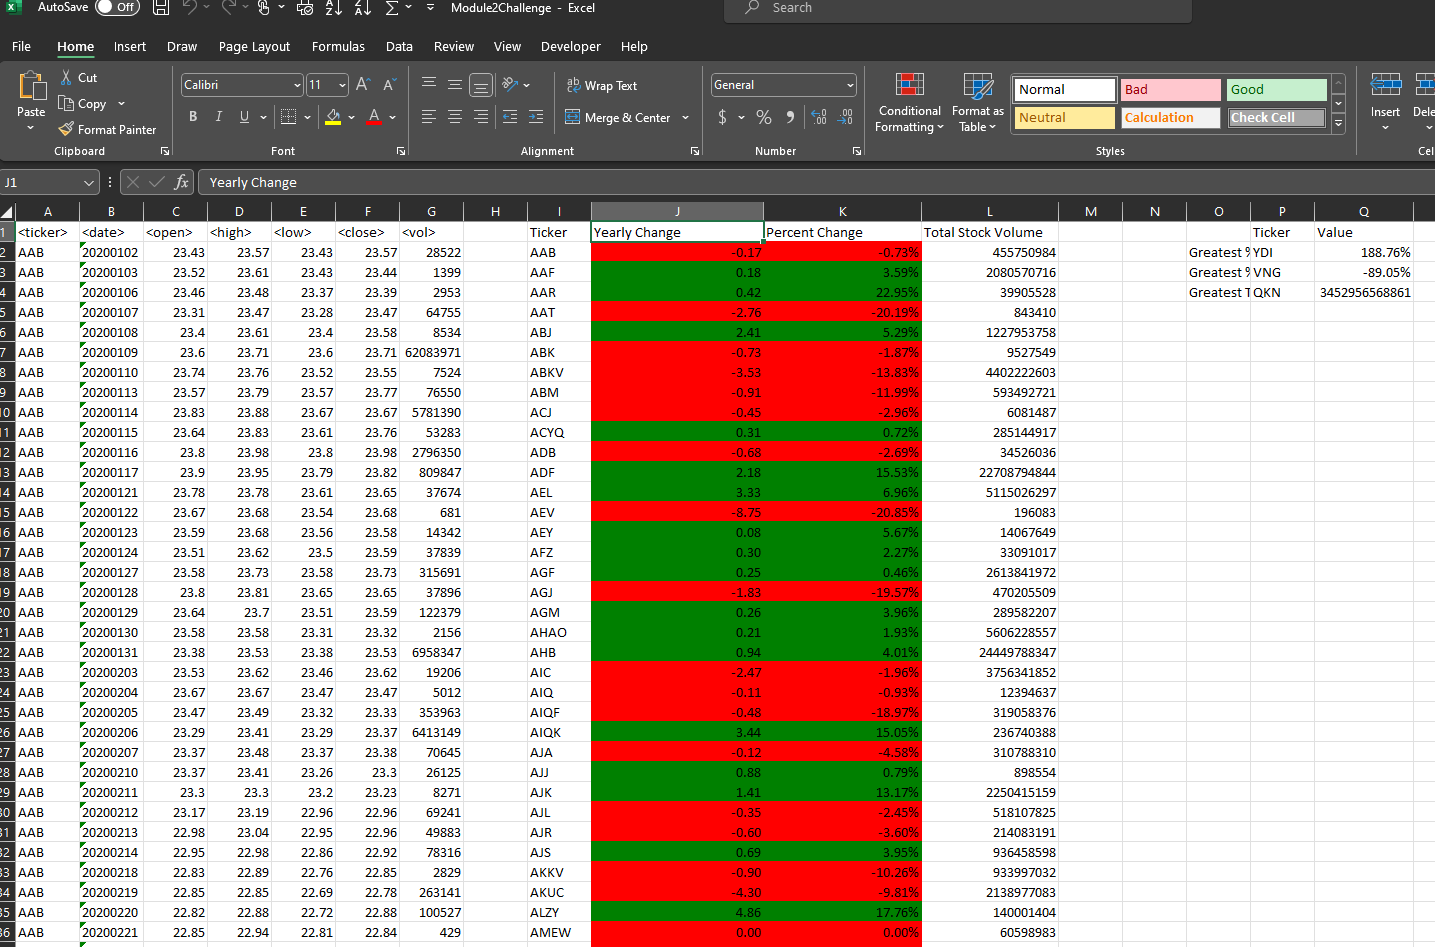 AutoSave Off Module2Challenge - Excel Search
File Home Insert Draw Page Layout Formulas Data Review View Developer Help
Paste Cut Copy Format Painter Clipboard
Calibri 11 B I U A Font
Wrap Text Merge & Center Alignment
General $ % Number
Conditional Formatting Format as Table
Normal Bad Good
Neutral Calculation Check Cell
Styles
Insert Dele
Cel
J1 fx Yearly Change
A B C D E F G H I J K L M N O P Q
1 <ticker> <date> <open> <high> <low> <close> <vol> Ticker Yearly Change Percent Change Total Stock Volume Ticker Value
2 AAB 20200102 23.43 23.57 23.43 23.57 28522 AAB -0.17 -0.73% 455750984 Greatest % YDI 188.76%
3 AAB 20200103 23.52 23.61 23.43 23.44 1399 AAF 0.18 3.59% 2080570716 Greatest % VNG -89.05%
4 AAB 20200106 23.46 23.48 23.37 23.39 2953 AAR 0.42 22.95% 39905528 Greatest T QKN 3452956568861
5 AAB 20200107 23.31 23.47 23.28 23.47 64755 AAT -2.76 -20.19% 843410
6 AAB 20200108 23.4 23.61 23.4 23.58 8534 ABJ 2.41 5.29% 1227953758
7 AAB 20200109 23.6 23.71 23.6 23.71 62083971 ABK -0.73 -1.87% 9527549
8 AAB 20200110 23.74 23.76 23.52 23.55 7524 ABKV -3.53 -13.83% 4402222603
9 AAB 20200113 23.57 23.79 23.57 23.77 76550 ABM -0.91 -11.99% 593492721
10 AAB 20200114 23.83 23.88 23.67 23.67 5781390 ACJ -0.45 -2.96% 6081487
11 AAB 20200115 23.64 23.83 23.61 23.76 53283 ACYQ 0.31 0.72% 285144917
12 AAB 20200116 23.8 23.98 23.8 23.98 2796350 ADB -0.68 -2.69% 34526036
13 AAB 20200117 23.9 23.95 23.79 23.82 809847 ADF 2.18 15.53% 22708794844
14 AAB 20200121 23.78 23.78 23.61 23.65 37674 AEL 3.33 6.96% 5115026297
15 AAB 20200122 23.67 23.68 23.54 23.68 681 AEV -8.75 -20.85% 196083
16 AAB 20200123 23.59 23.68 23.56 23.58 14342 AEY 0.08 5.67% 14067649
17 AAB 20200124 23.51 23.62 23.5 23.59 37839 AFZ 0.30 2.27% 33091017
18 AAB 20200127 23.58 23.73 23.58 23.73 315691 AGF 0.25 0.46% 2613841972
19 AAB 20200128 23.8 23.81 23.65 23.65 37896 AGJ -1.83 -19.57% 470205509
20 AAB 20200129 23.64 23.7 23.51 23.59 122379 AGM 0.26 3.96% 289582207
21 AAB 20200130 23.58 23.58 23.31 23.32 2156 AHAO 0.21 1.93% 5606228557
22 AAB 20200131 23.38 23.53 23.38 23.53 6958347 AHB 0.94 4.01% 24449788347
23 AAB 20200203 23.53 23.62 23.46 23.62 19206 AIC -2.47 -1.96% 3756341852
24 AAB 20200204 23.67 23.67 23.47 23.47 5012 AIQ -0.11 -0.93% 12394637
25 AAB 20200205 23.47 23.49 23.32 23.33 353963 AIQF -0.48 -18.97% 319058376
26 AAB 20200206 23.29 23.41 23.29 23.37 6413149 AIQK 3.44 15.05% 236740388
27 AAB 20200207 23.37 23.48 23.37 23.38 70645 AJA -0.12 -4.58% 310788310
28 AAB 20200210 23.37 23.41 23.26 23.3 26125 AJJ 0.88 0.79% 898554
29 AAB 20200211 23.3 23.3 23.2 23.23 8271 AJK 1.41 13.17% 2250415159
30 AAB 20200212 23.17 23.19 22.96 22.96 69241 AJL -0.35 -2.45% 518107825
31 AAB 20200213 22.98 23.04 22.95 22.96 49883 AJR -0.60 -3.60% 214083191
32 AAB 20200214 22.95 22.98 22.86 22.92 78316 AJS 0.69 3.95% 936458598
33 AAB 20200218 22.83 22.89 22.76 22.85 2829 AKKV -0.90 -10.26% 933997032
34 AAB 20200219 22.85 22.85 22.69 22.78 263141 AKUC -4.30 -9.81% 2138977083
35 AAB 20200220 22.82 22.88 22.72 22.88 100527 ALZY 4.86 17.76% 140001404
36 AAB 20200221 22.85 22.94 22.81 22.84 429 AMEW 0.00 0.00% 60598983